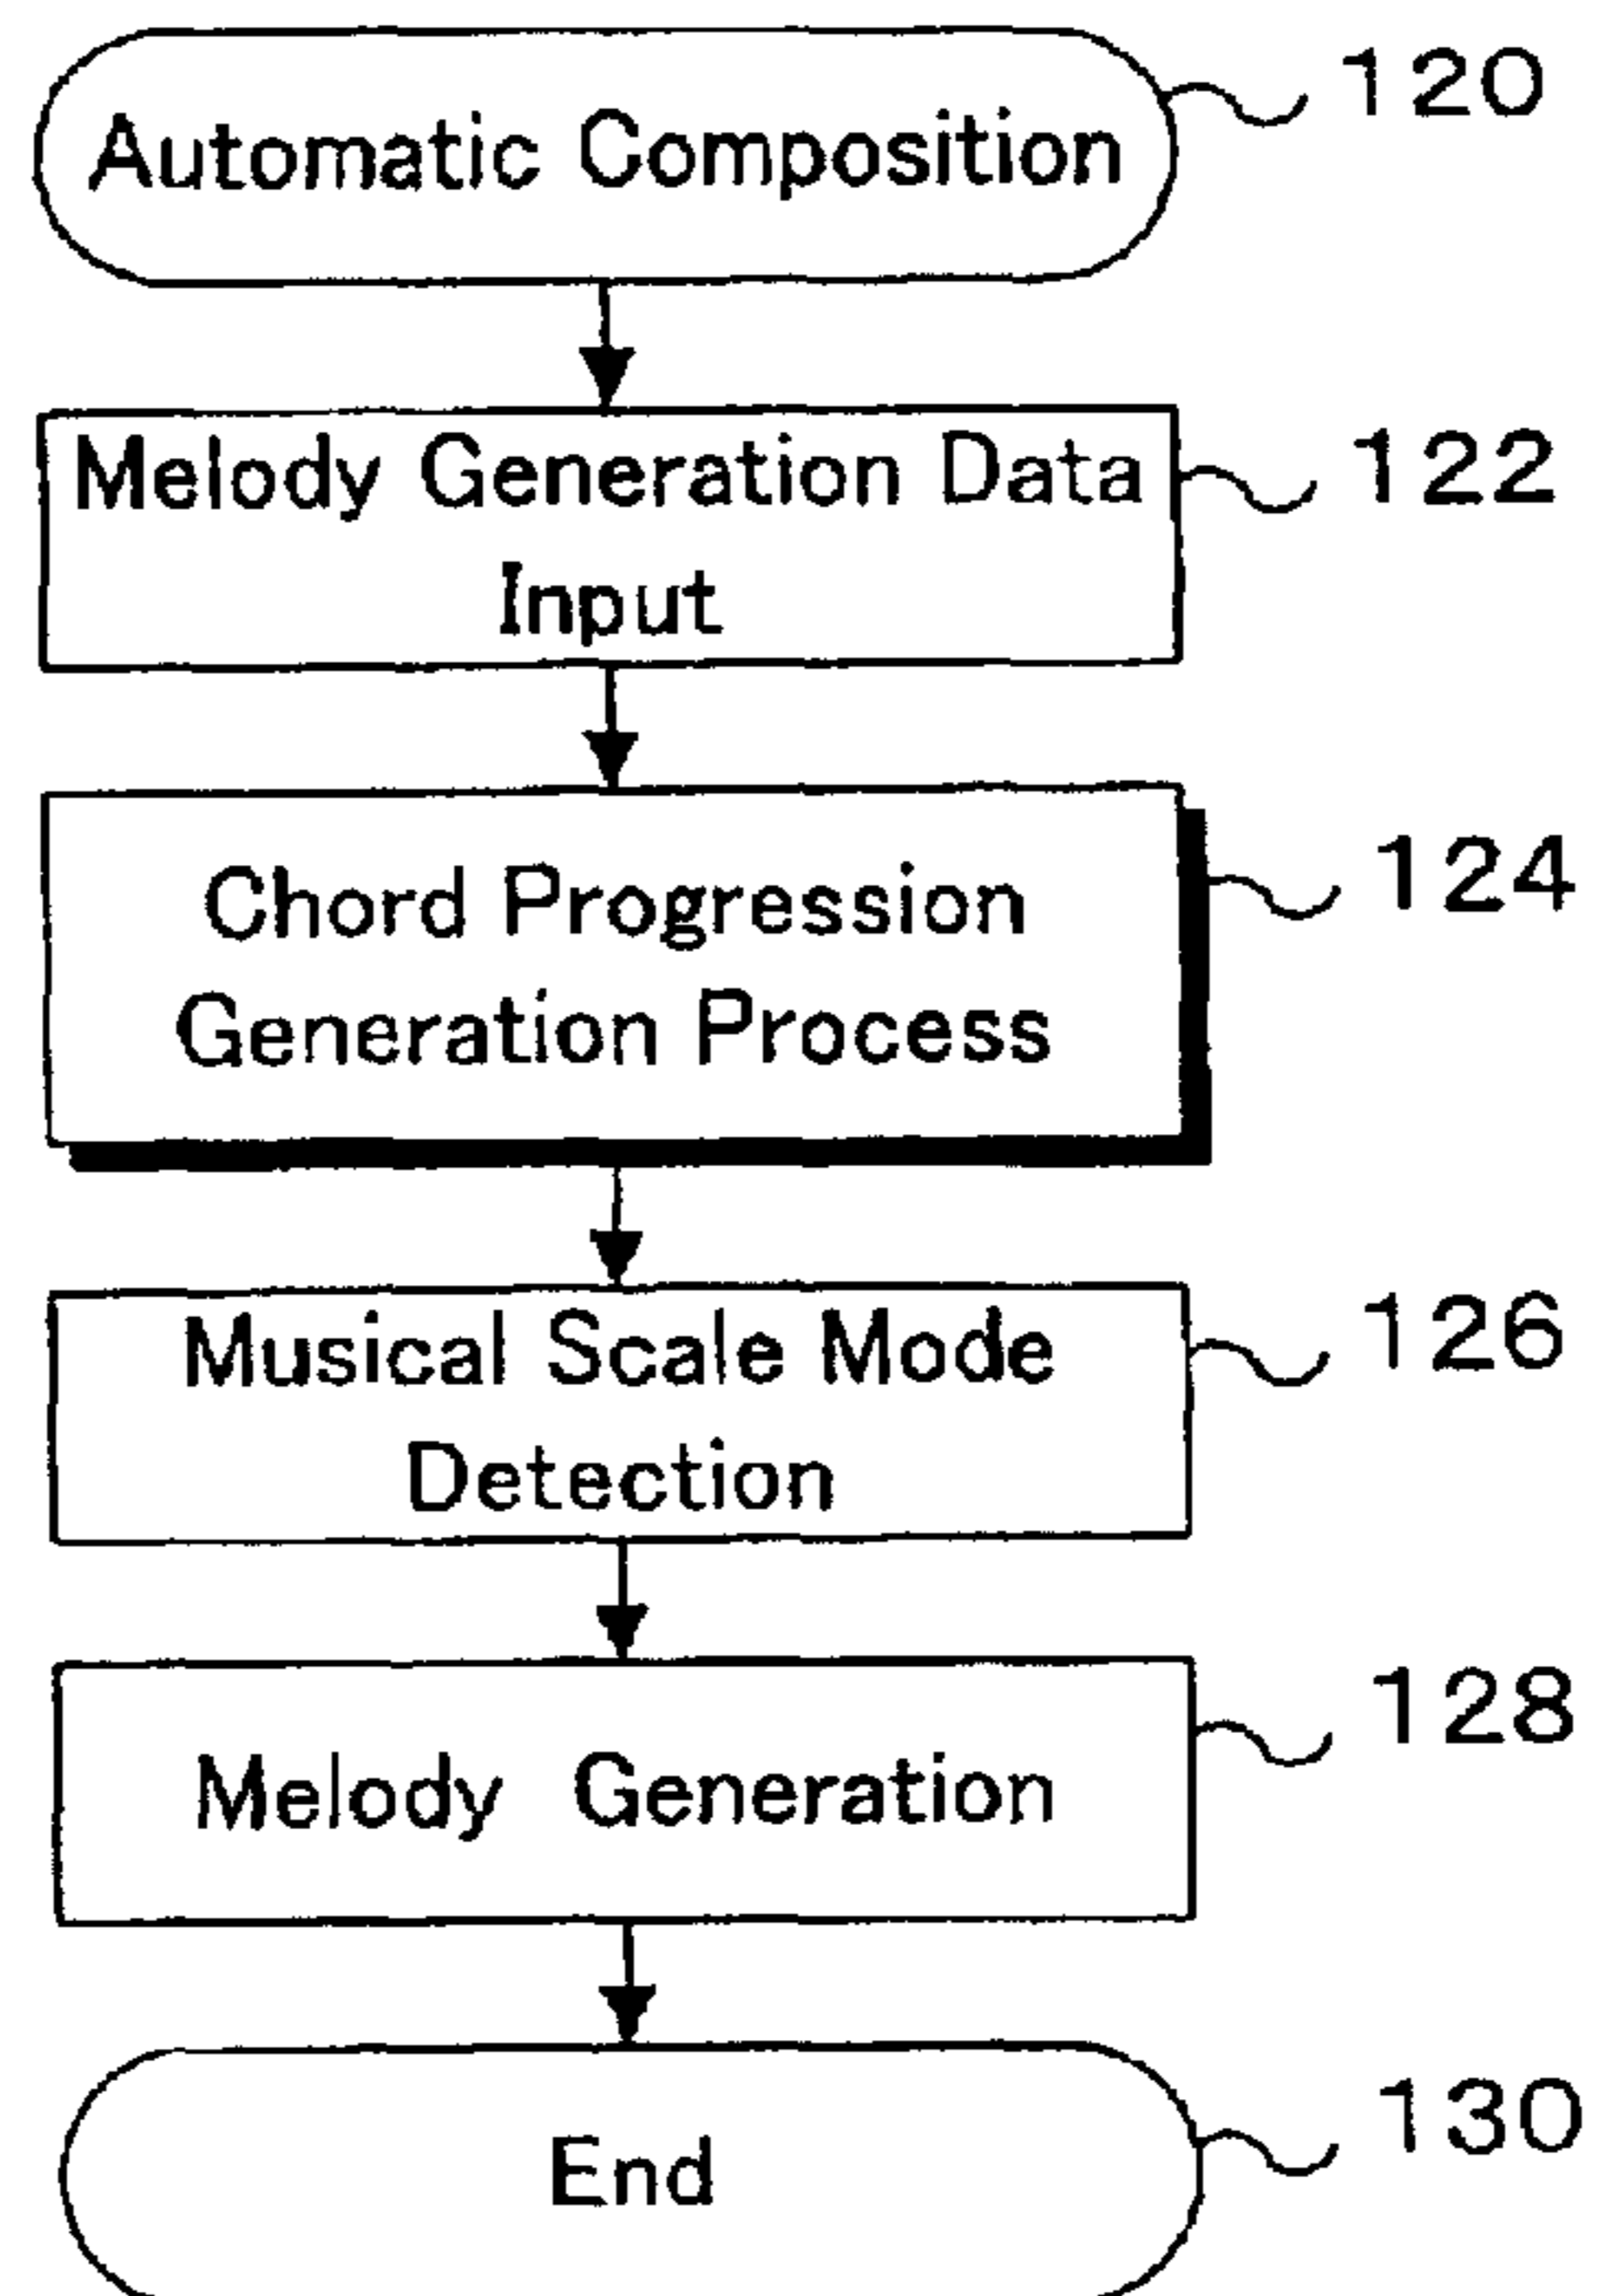 Automatic Composition
120
Melody Generation Data
Input
122
Chord Progression
Generation Process
124
Musical Scale Mode
Detection
126
Melody Generation
128
End
130